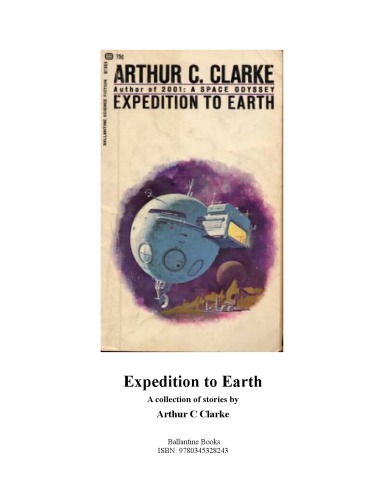 75¢
BALLANTINE SCIENCE FICTION
ARTHUR C. CLARKE
Author of 2001: A SPACE ODYSSEY
EXPEDITION TO EARTH
Expedition to Earth
A collection of stories by
Arthur C Clarke
Ballantine Books
ISBN: 9780345328243